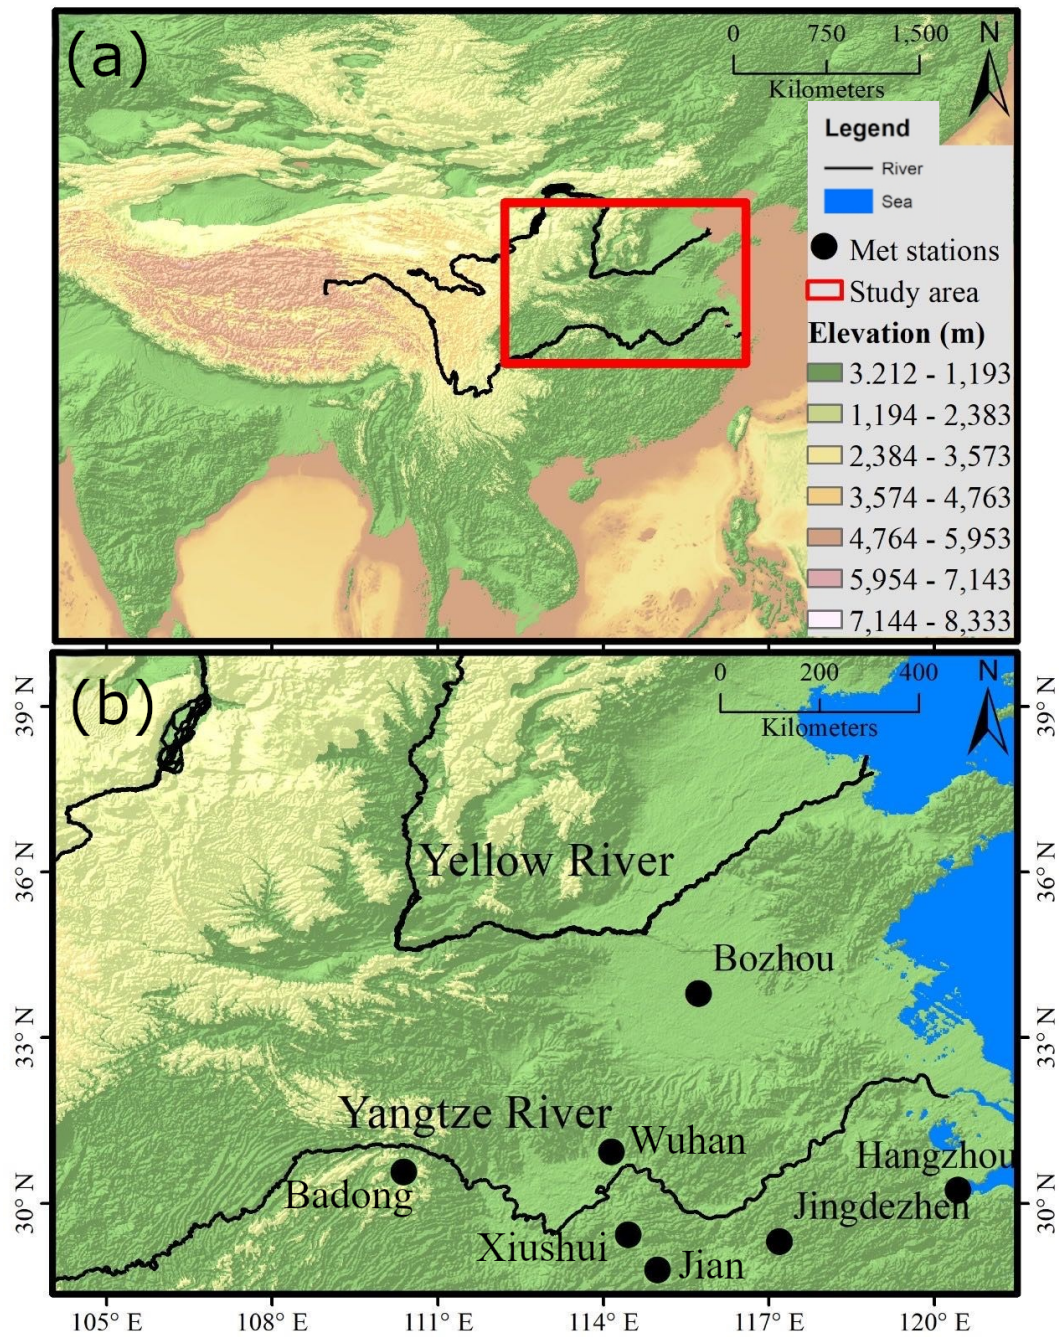 (a)
0 750 1,500
Kilometers
N
Legend
River
Sea
Met stations
Study area
Elevation (m)
3.212 - 1,193
1,194 - 2,383
2,384 - 3,573
3,574 - 4,763
4,764 - 5,953
5,954 - 7,143
7,144 - 8,333
(b)
0 200 400
Kilometers
N
39° N
39° N
Yellow River
36° N
36° N
Bozhou
33° N
33° N
Yangtze River
Wuhan
Hangzhou
Badong
Jingdezhen
30° N
30° N
Xiushui
Jian
105° E 108° E 111° E 114° E 117° E 120° E